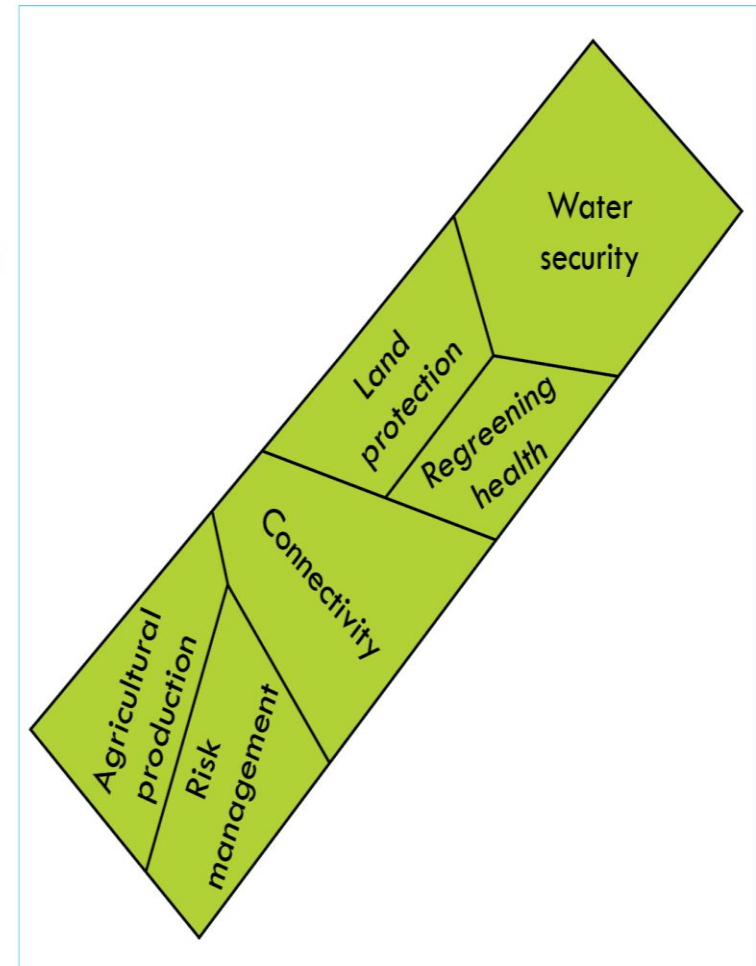 Water
security
Land
protection
Regreening
health
Connectivity
Agricultural
production
Risk
management